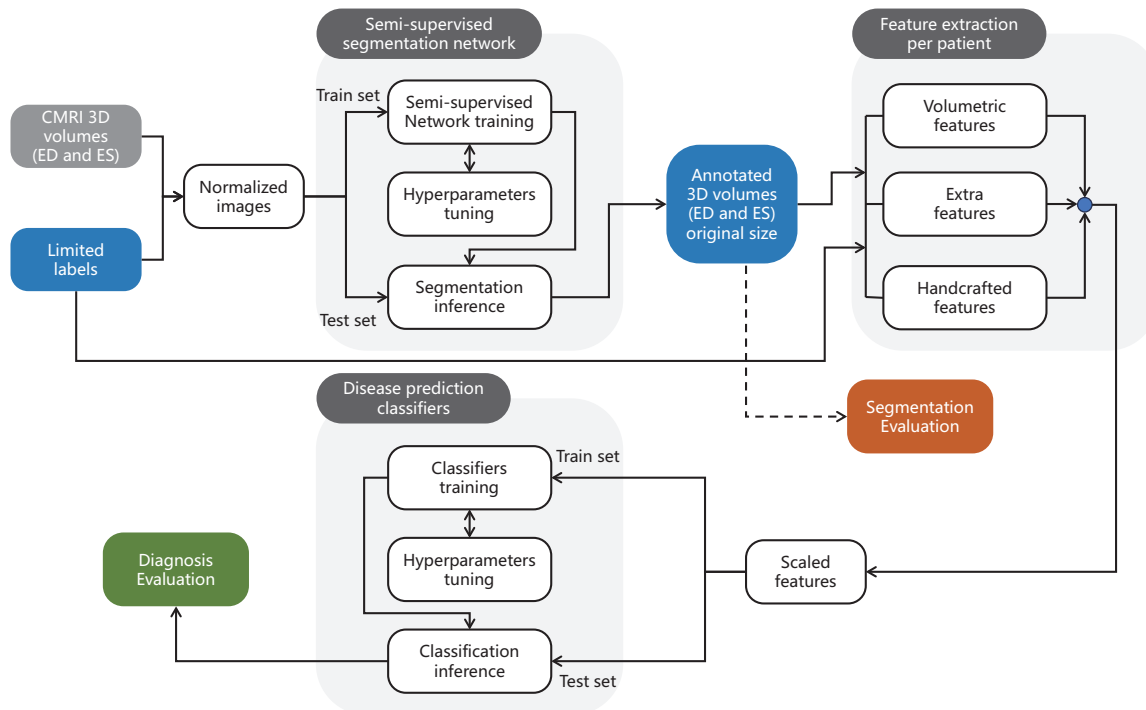 Semi-supervised
segmentation network
Feature extraction
per patient
Train set
Semi-supervised
Network training
Volumetric
features
CMRI 3D
volumes
(ED and ES)
Normalized
images
Hyperparameters
tuning
Annotated
3D volumes
(ED and ES)
original size
Extra
features
Limited
labels
Segmentation
inference
Test set
Handcrafted
features
Disease prediction
classifiers
Segmentation
Evaluation
Train set
Classifiers
training
Diagnosis
Evaluation
Hyperparameters
tuning
Scaled
features
Classification
inference
Test set